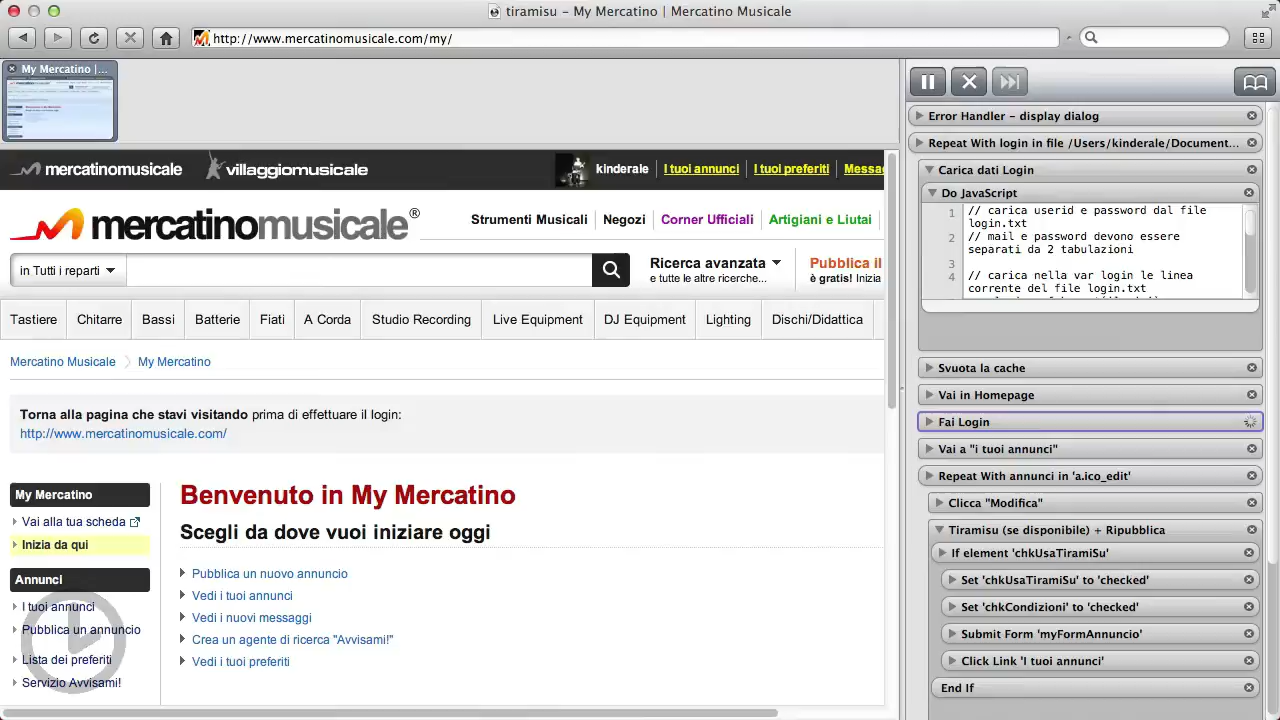 tiramisu – My Mercatino | Mercatino Musicale
http://www.mercatinomusicale.com/my/
My Mercatino |...
mercatinomusicale
villaggiomusicale
kinderale
I tuoi annunci
I tuoi preferiti
Messa
mercatinomusicale®
Strumenti Musicali
Negozi
Corner Ufficiali
Artigiani e Liutai
in Tutti i reparti
Ricerca avanzata
e tutte le altre ricerche...
Pubblica il
è gratis! Inizia
Tastiere
Chitarre
Bassi
Batterie
Fiati
A Corda
Studio Recording
Live Equipment
DJ Equipment
Lighting
Dischi/Didattica
Mercatino Musicale
My Mercatino
Torna alla pagina che stavi visitando prima di effettuare il login:
http://www.mercatinomusicale.com/
My Mercatino
Vai alla tua scheda
Inizia da qui
Annunci
I tuoi annunci
Pubblica un annuncio
Lista dei preferiti
Servizio Avvisami!
Benvenuto in My Mercatino
Scegli da dove vuoi iniziare oggi
Pubblica un nuovo annuncio
Vedi i tuoi annunci
Vedi i nuovi messaggi
Crea un agente di ricerca "Avvisami!"
Vedi i tuoi preferiti
Error Handler – display dialog
Repeat With login in file /Users/kinderale/Document...
Carica dati Login
Do JavaScript
1 // carica userid e password dal file
login.txt
2 // mail e password devono essere
separati da 2 tabulazioni
3
4 // carica nella var login le linea
corrente del file login.txt
Svuota la cache
Vai in Homepage
Fai Login
Vai a "i tuoi annunci"
Repeat With annunci in 'a.ico_edit'
Clicca "Modifica"
Tiramisu (se disponibile) + Ripubblica
If element 'chkUsaTiramiSu'
Set 'chkUsaTiramiSu' to 'checked'
Set 'chkCondizioni' to 'checked'
Submit Form 'myFormAnnuncio'
Click Link 'I tuoi annunci'
End If